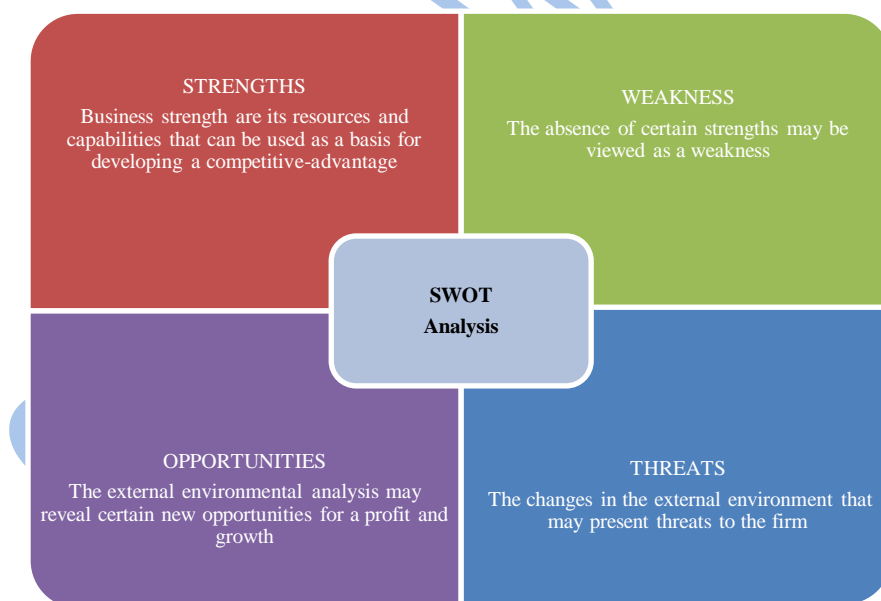 STRENGTHS
Business strength are its resources and
capabilities that can be used as a basis for
developing a competitive-advantage
WEAKNESS
The absence of certain strengths may be
viewed as a weakness
SWOT
Analysis
OPPORTUNITIES
The external environmental analysis may
reveal certain new opportunities for a profit and
growth
THREATS
The changes in the external environment that
may present threats to the firm